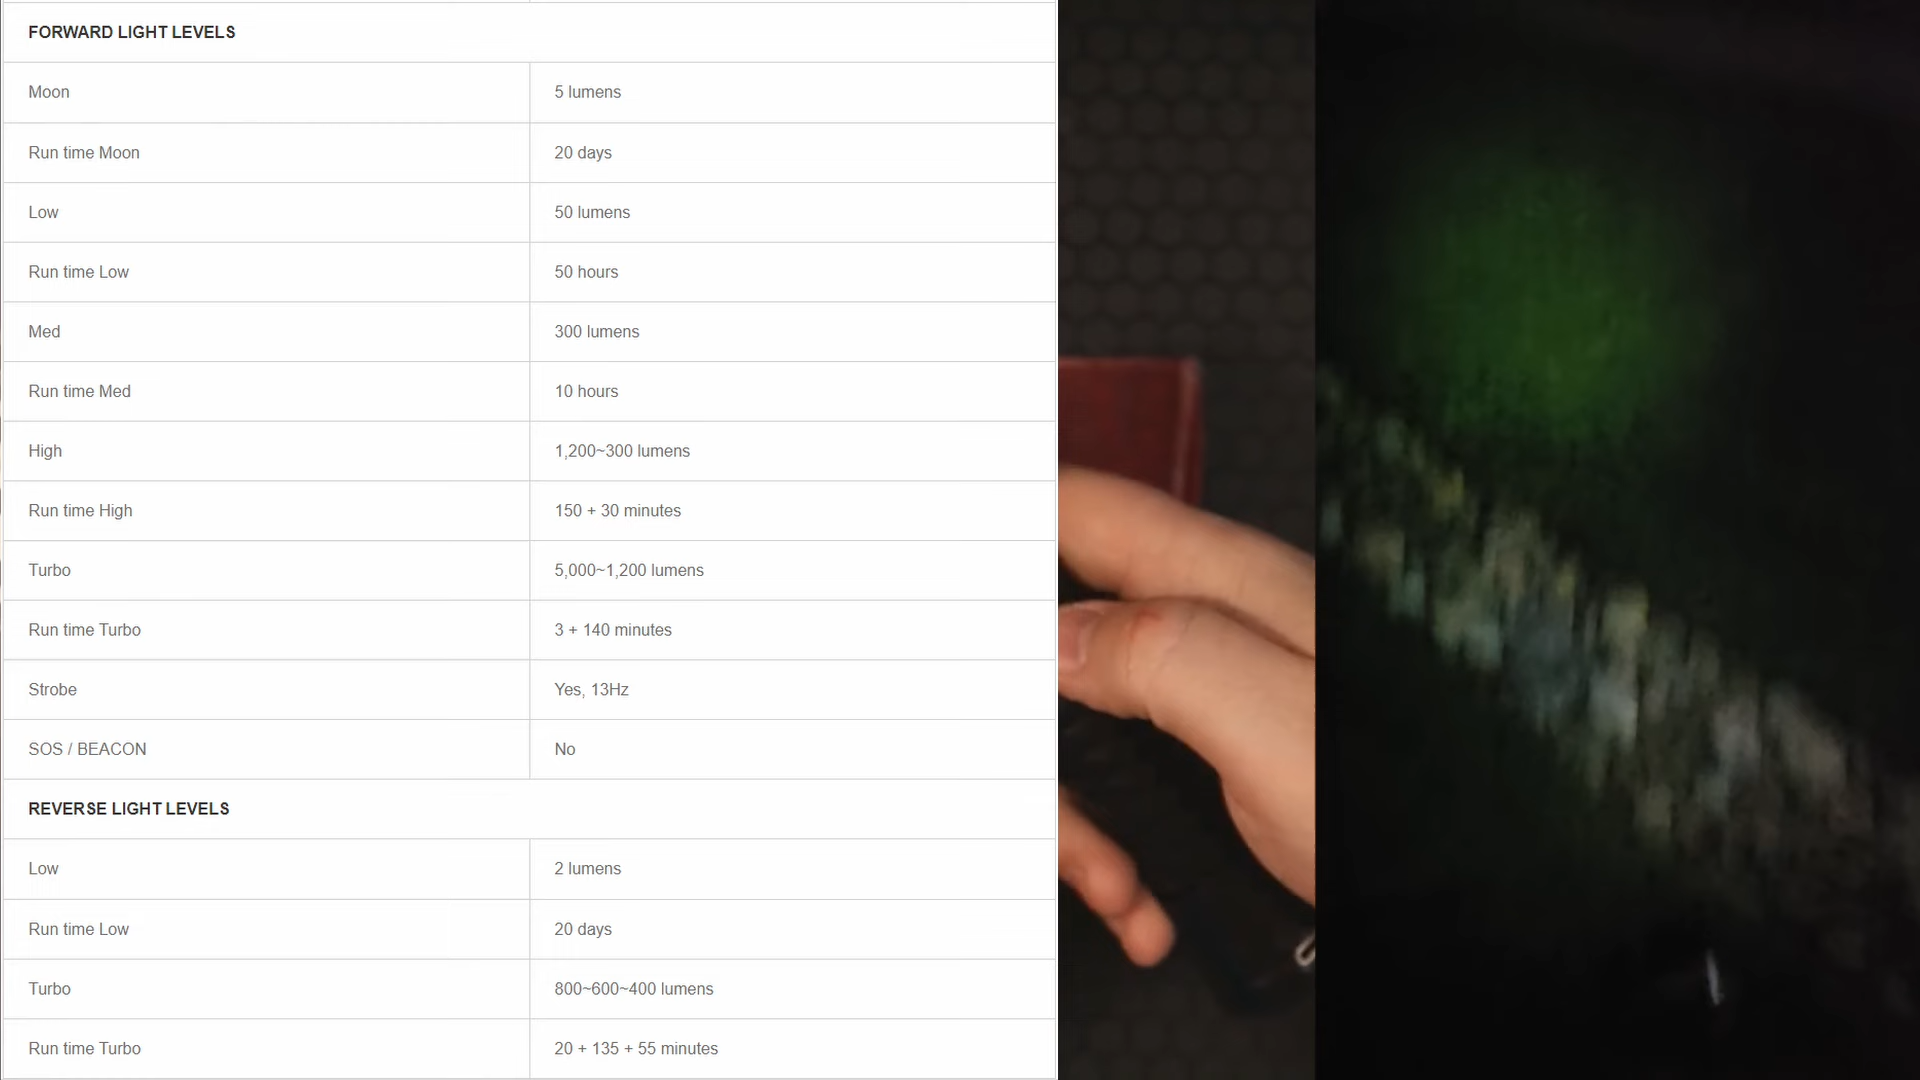 FORWARD LIGHT LEVELS
Moon 5 lumens
Run time Moon 20 days
Low 50 lumens
Run time Low 50 hours
Med 300 lumens
Run time Med 10 hours
High 1,200~300 lumens
Run time High 150 + 30 minutes
Turbo 5,000~1,200 lumens
Run time Turbo 3 + 140 minutes
Strobe Yes, 13Hz
SOS / BEACON No
REVERSE LIGHT LEVELS
Low 2 lumens
Run time Low 20 days
Turbo 800~600~400 lumens
Run time Turbo 20 + 135 + 55 minutes